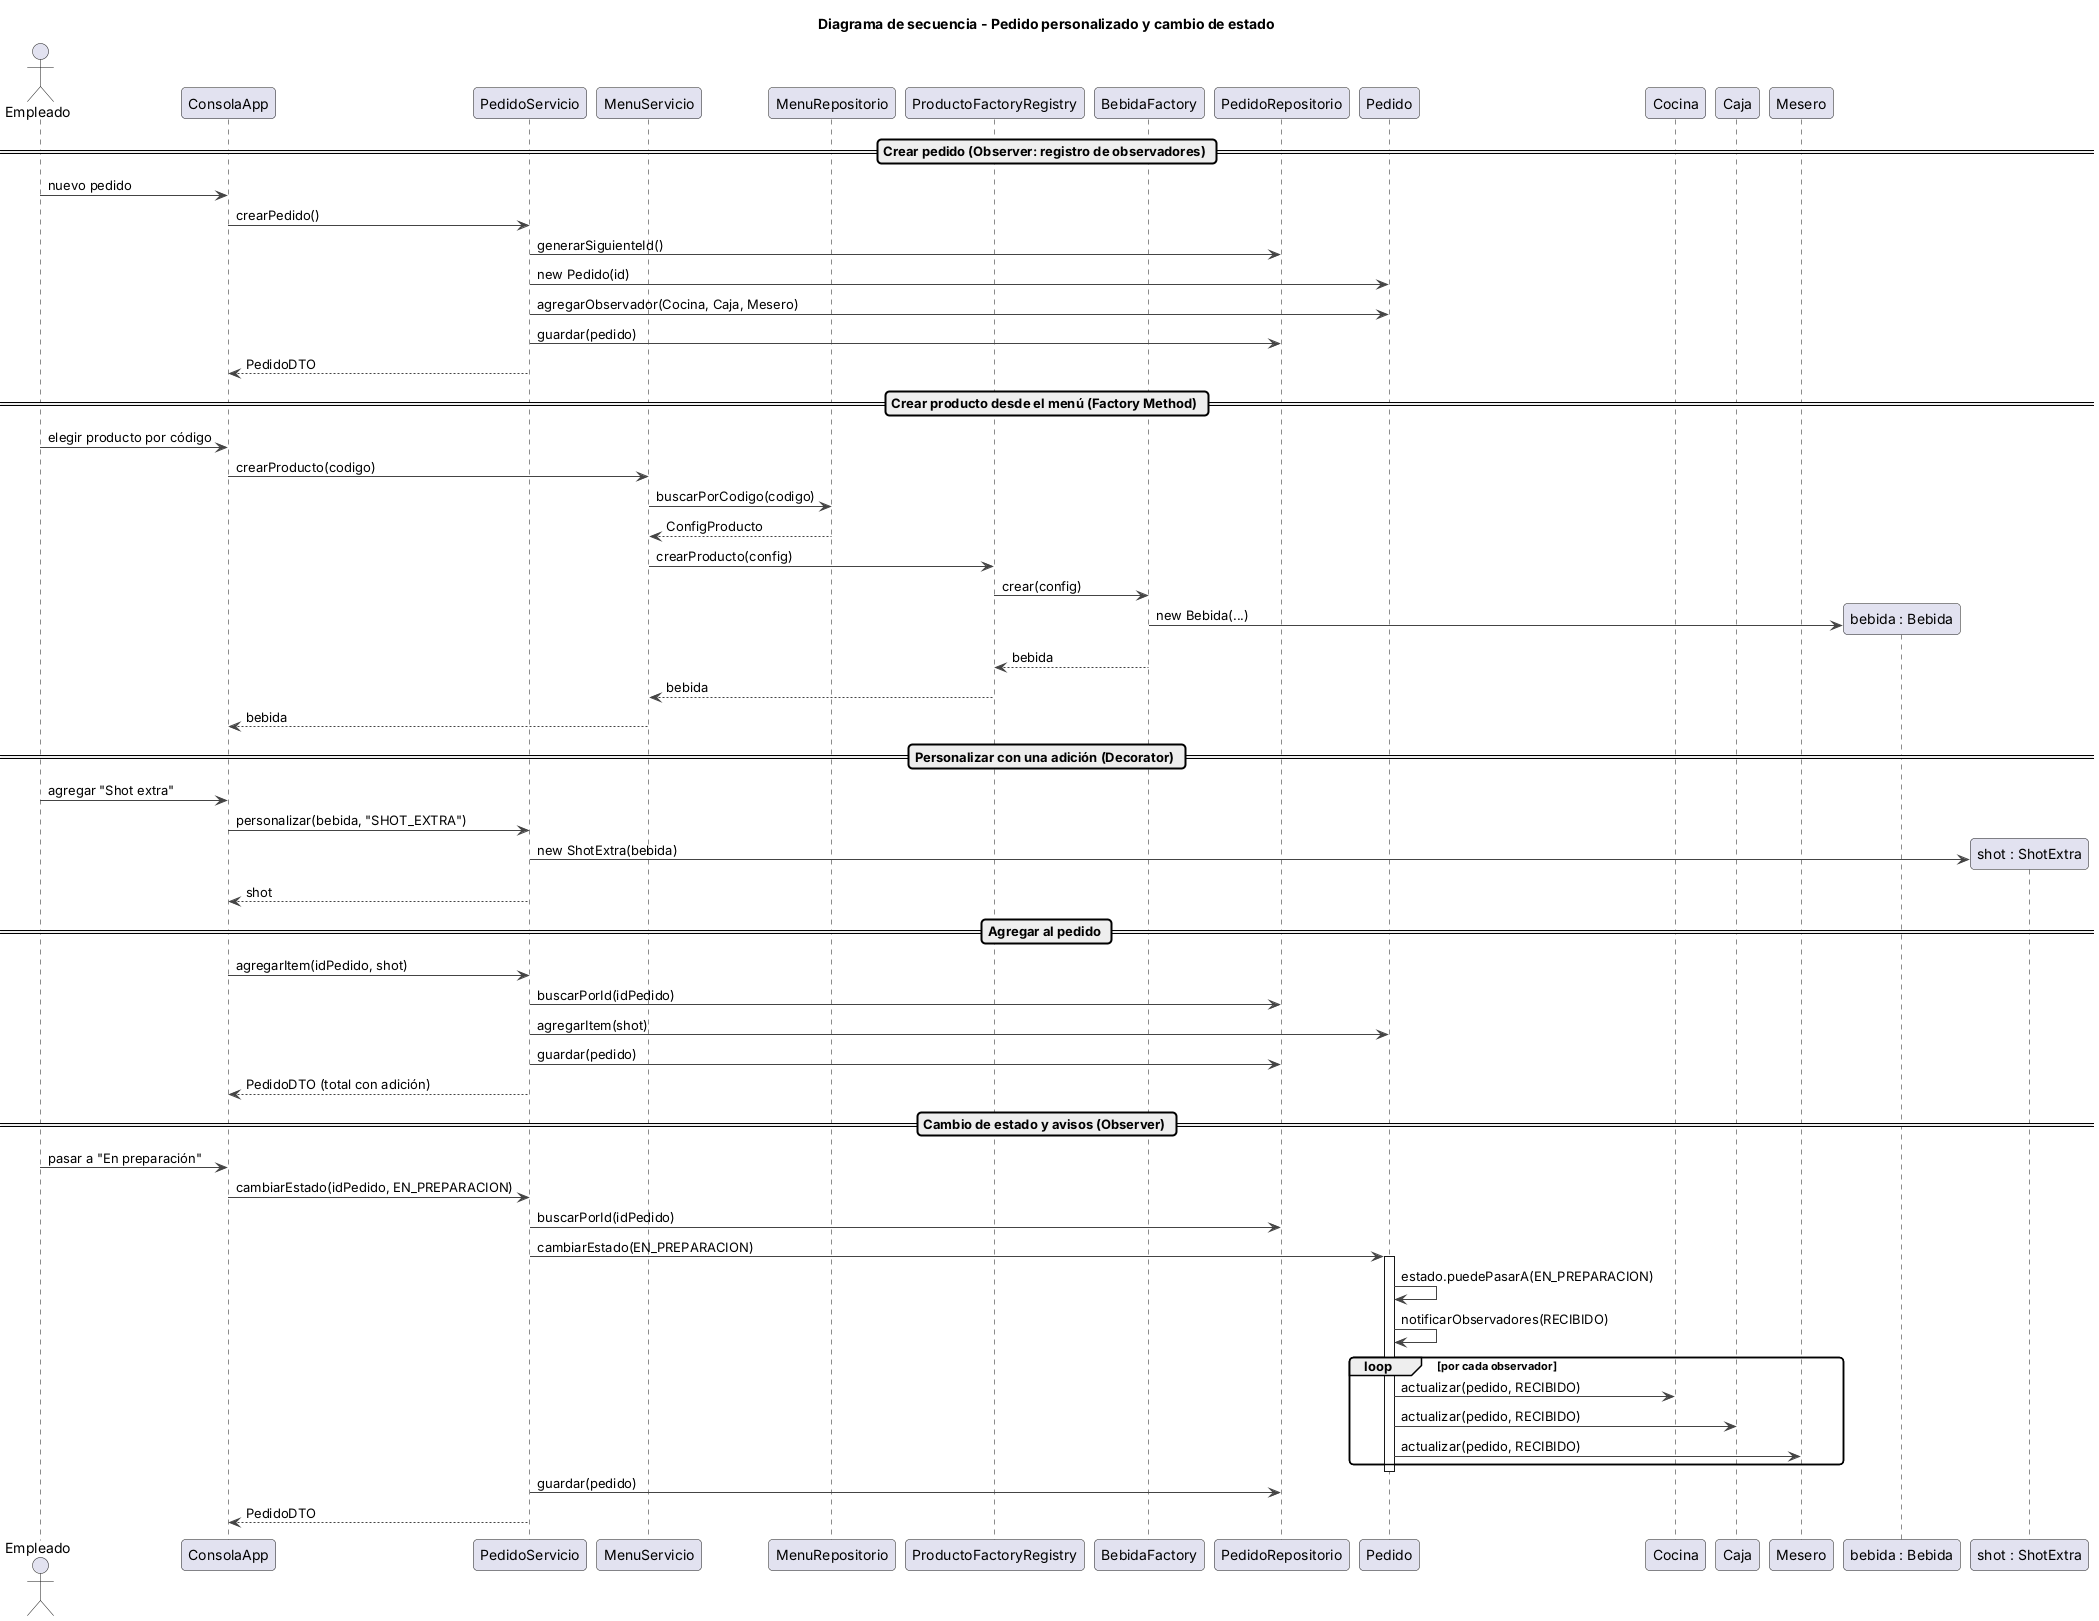 Diagrama de secuencia - Pedido personalizado y cambio de estado
Empleado
ConsolaApp
PedidoServicio
MenuServicio
MenuRepositorio
ProductoFactoryRegistry
BebidaFactory
PedidoRepositorio
Pedido
Cocina
Caja
Mesero
Crear pedido (Observer: registro de observadores)
nuevo pedido
crearPedido()
generarSiguienteId()
new Pedido(id)
agregarObservador(Cocina, Caja, Mesero)
guardar(pedido)
PedidoDTO
Crear producto desde el menú (Factory Method)
elegir producto por código
crearProducto(codigo)
buscarPorCodigo(codigo)
ConfigProducto
crearProducto(config)
crear(config)
new Bebida(...)
bebida : Bebida
bebida
bebida
bebida
Personalizar con una adición (Decorator)
agregar "Shot extra"
personalizar(bebida, "SHOT_EXTRA")
new ShotExtra(bebida)
shot : ShotExtra
shot
Agregar al pedido
agregarItem(idPedido, shot)
buscarPorId(idPedido)
agregarItem(shot)
guardar(pedido)
PedidoDTO (total con adición)
Cambio de estado y avisos (Observer)
pasar a "En preparación"
cambiarEstado(idPedido, EN_PREPARACION)
buscarPorId(idPedido)
cambiarEstado(EN_PREPARACION)
estado.puedePasarA(EN_PREPARACION)
notificarObservadores(RECIBIDO)
loop
[por cada observador]
actualizar(pedido, RECIBIDO)
actualizar(pedido, RECIBIDO)
actualizar(pedido, RECIBIDO)
guardar(pedido)
PedidoDTO
Empleado
ConsolaApp
PedidoServicio
MenuServicio
MenuRepositorio
ProductoFactoryRegistry
BebidaFactory
PedidoRepositorio
Pedido
Cocina
Caja
Mesero
bebida : Bebida
shot : ShotExtra